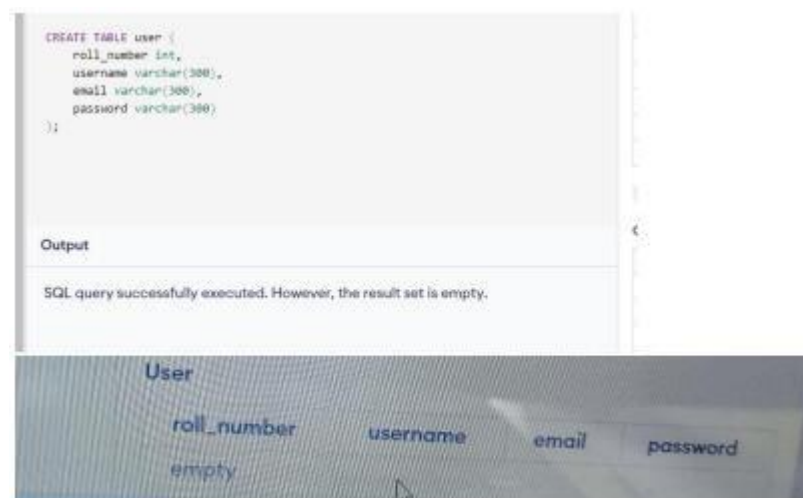 CREATE TABLE user (
roll_number int,
username varchar(300),
email varchar(300),
password varchar(300)
);
Output
SQL query successfully executed. However, the result set is empty.
User
roll_number username email password
empty